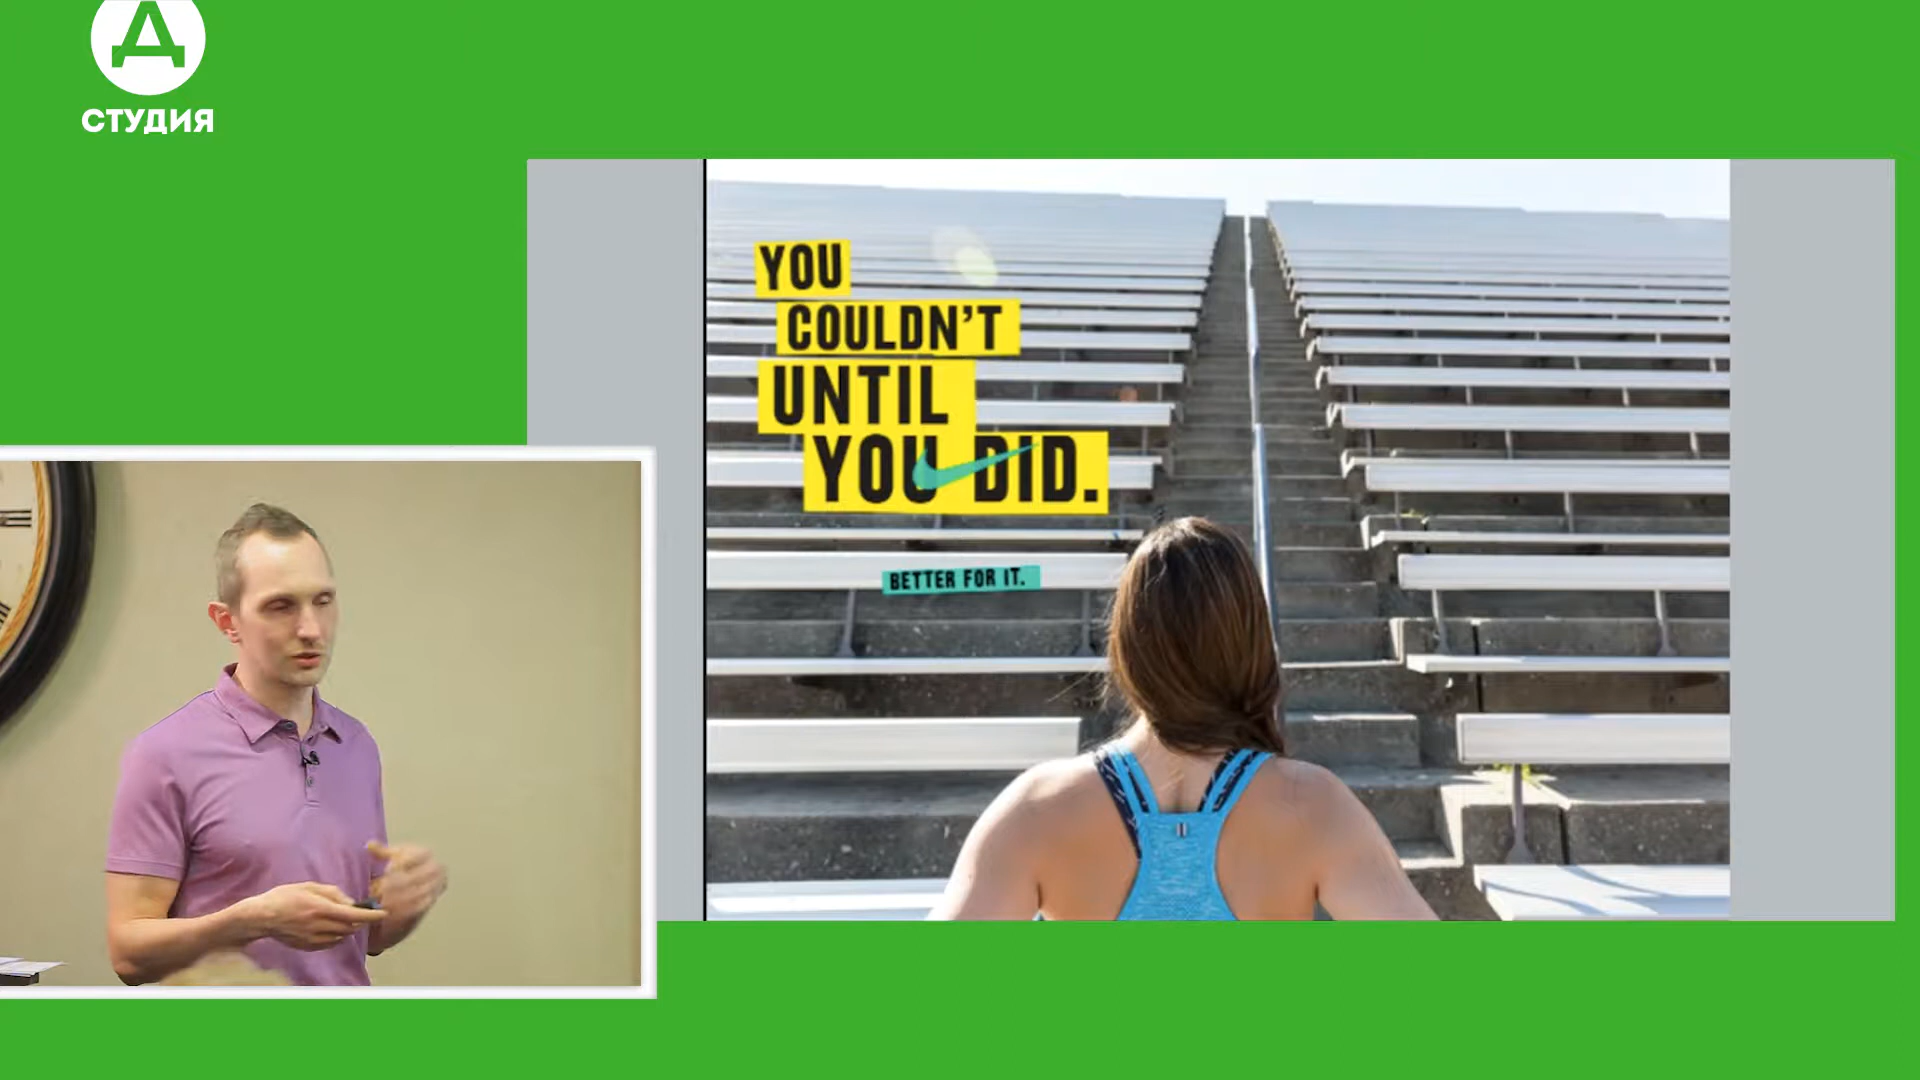 Д
СТУДИЯ
YOU
COULDN'T
UNTIL
YOU DID.
BETTER FOR IT.